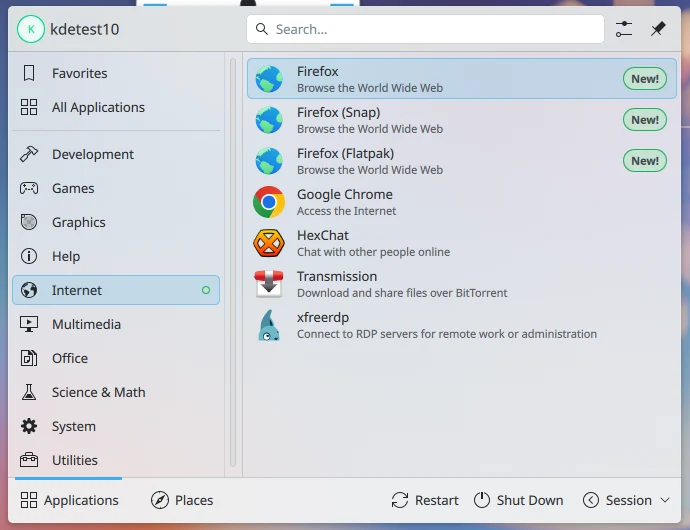 K
kdetest10
Search...
Favorites
All Applications
Development
Games
Graphics
Help
Internet
Multimedia
Office
Science & Math
System
Utilities
Firefox
Browse the World Wide Web
New!
Firefox (Snap)
Browse the World Wide Web
New!
Firefox (Flatpak)
Browse the World Wide Web
New!
Google Chrome
Access the Internet
HexChat
Chat with other people online
Transmission
Download and share files over BitTorrent
xfreerdp
Connect to RDP servers for remote work or administration
Applications
Places
Restart
Shut Down
Session